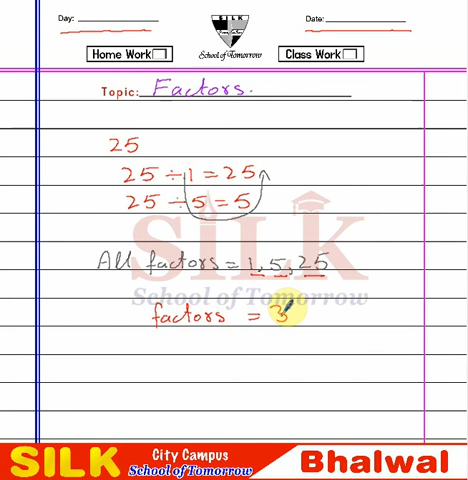 Day:
SILK
Date:
Home Work
School of Tomorrow
Class Work
Topic: Factors.
25
25 ÷ 1 = 25
25 ÷ 5 = 5
SILK
All factors = 1, 5, 25
School of Tomorrow
factors = 3
SILK City Campus School of Tomorrow Bhalwal